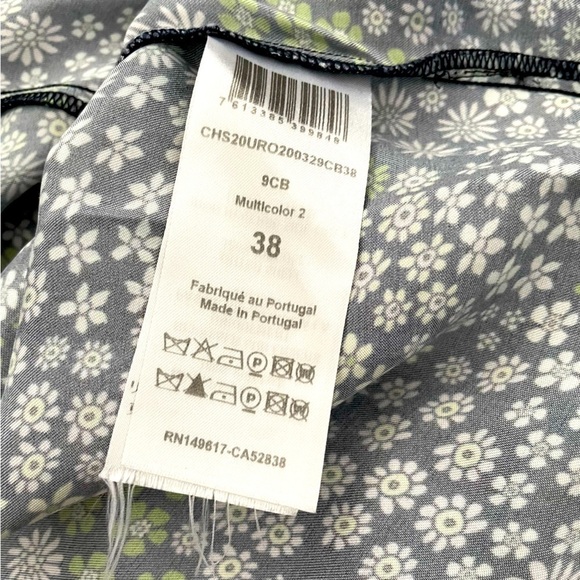 7613385399848
CHS20URO200329CB38
9CB
Multicolor 2
38
Fabriqué au Portugal
Made in Portugal
P
P
RN149617-CA52838